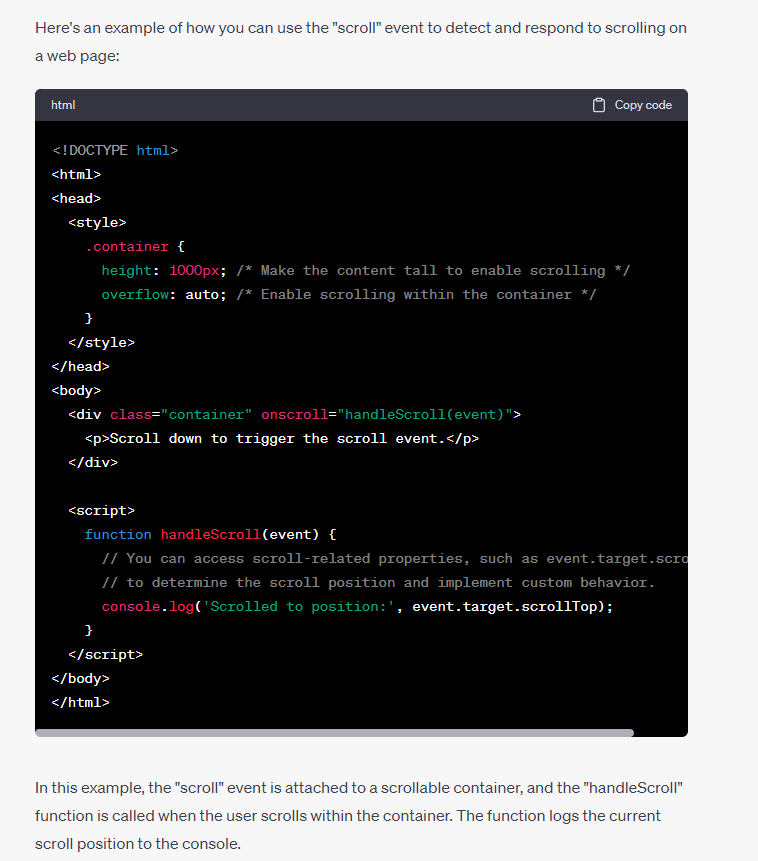 Here's an example of how you can use the "scroll" event to detect and respond to scrolling on
a web page:
html Copy code
<!DOCTYPE html>
<html>
<head>
  <style>
    .container {
      height: 1000px; /* Make the content tall to enable scrolling */
      overflow: auto; /* Enable scrolling within the container */
    }
  </style>
</head>
<body>
  <div class="container" onscroll="handleScroll(event)">
    <p>Scroll down to trigger the scroll event.</p>
  </div>

  <script>
    function handleScroll(event) {
      // You can access scroll-related properties, such as event.target.scro
      // to determine the scroll position and implement custom behavior.
      console.log('Scrolled to position:', event.target.scrollTop);
    }
  </script>
</body>
</html>
In this example, the "scroll" event is attached to a scrollable container, and the "handleScroll"
function is called when the user scrolls within the container. The function logs the current
scroll position to the console.